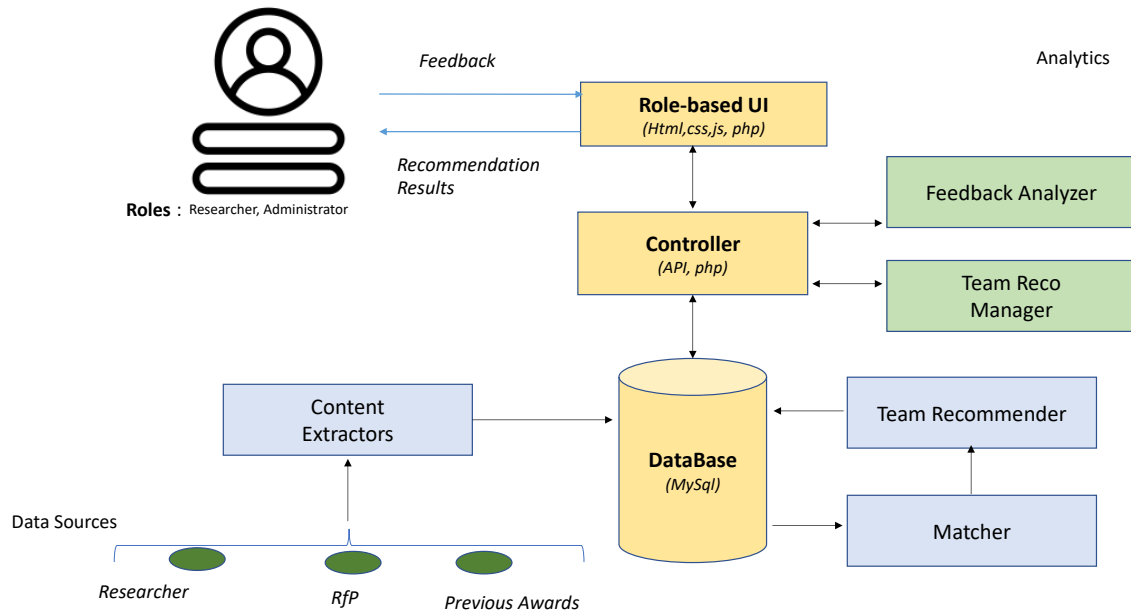 Feedback
Analytics
Role-based UI
(Html,css,js, php)
Recommendation
Results
Roles : Researcher, Administrator
Feedback Analyzer
Controller
(API, php)
Team Reco
Manager
Content
Extractors
Team Recommender
DataBase
(MySql)
Matcher
Data Sources
Researcher
RfP
Previous Awards